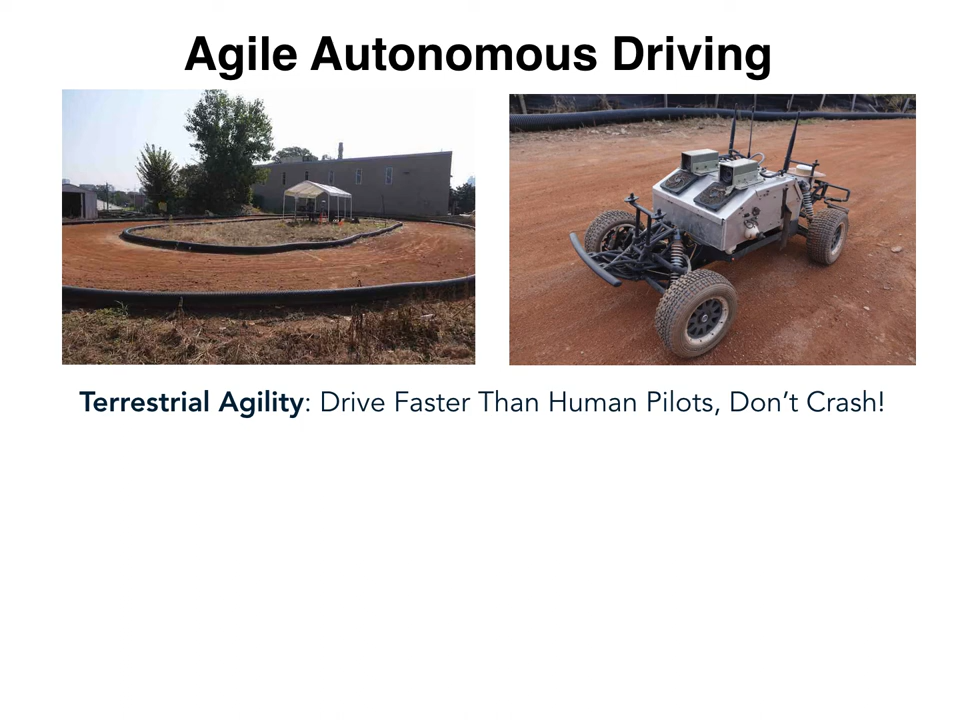 Agile Autonomous Driving
Terrestrial Agility: Drive Faster Than Human Pilots, Don’t Crash!